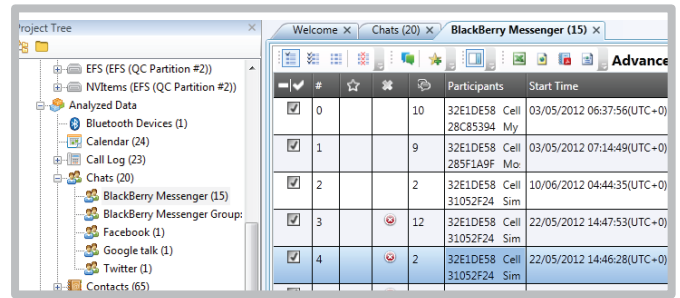 Project Tree
Welcome × Chats (20) × BlackBerry Messenger (15) ×
EFS (EFS (QC Partition #2))
NVItems (EFS (QC Partition #2))
Analyzed Data
Bluetooth Devices (1)
Calendar (24)
Call Log (23)
Chats (20)
BlackBerry Messenger (15)
BlackBerry Messenger Group:
Facebook (1)
Google talk (1)
Twitter (1)
Contacts (65)
Advance
# Participants Start Time
0 10 32E1DE58 Cell 03/05/2012 06:37:56(UTC+0)
28C85394 My
1 9 32E1DE58 Cell 03/05/2012 07:14:49(UTC+0)
285F1A9F Mo:
2 2 32E1DE58 Cell 10/06/2012 04:44:35(UTC+0)
31052F24 Sim
3 12 32E1DE58 Cell 22/05/2012 14:47:53(UTC+0)
31052F24 Sim
4 2 32E1DE58 Cell 22/05/2012 14:46:28(UTC+0)
31052F24 Sim